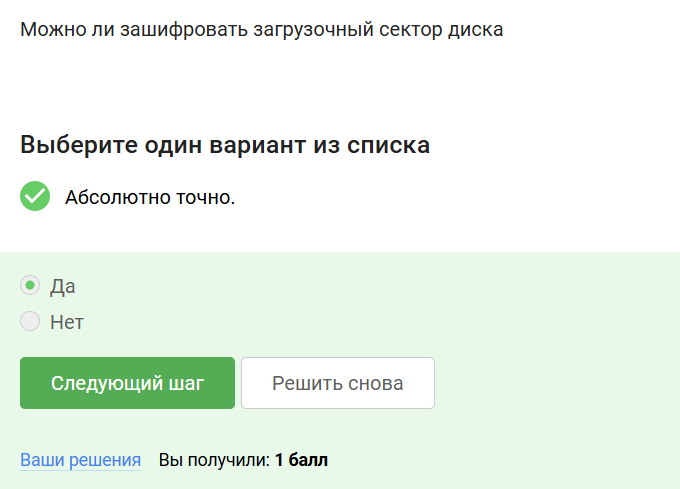 Можно ли зашифровать загрузочный сектор диска
Выберите один вариант из списка
Абсолютно точно.
Да
Нет
Следующий шаг Решить снова
Ваши решения Вы получили: 1 балл